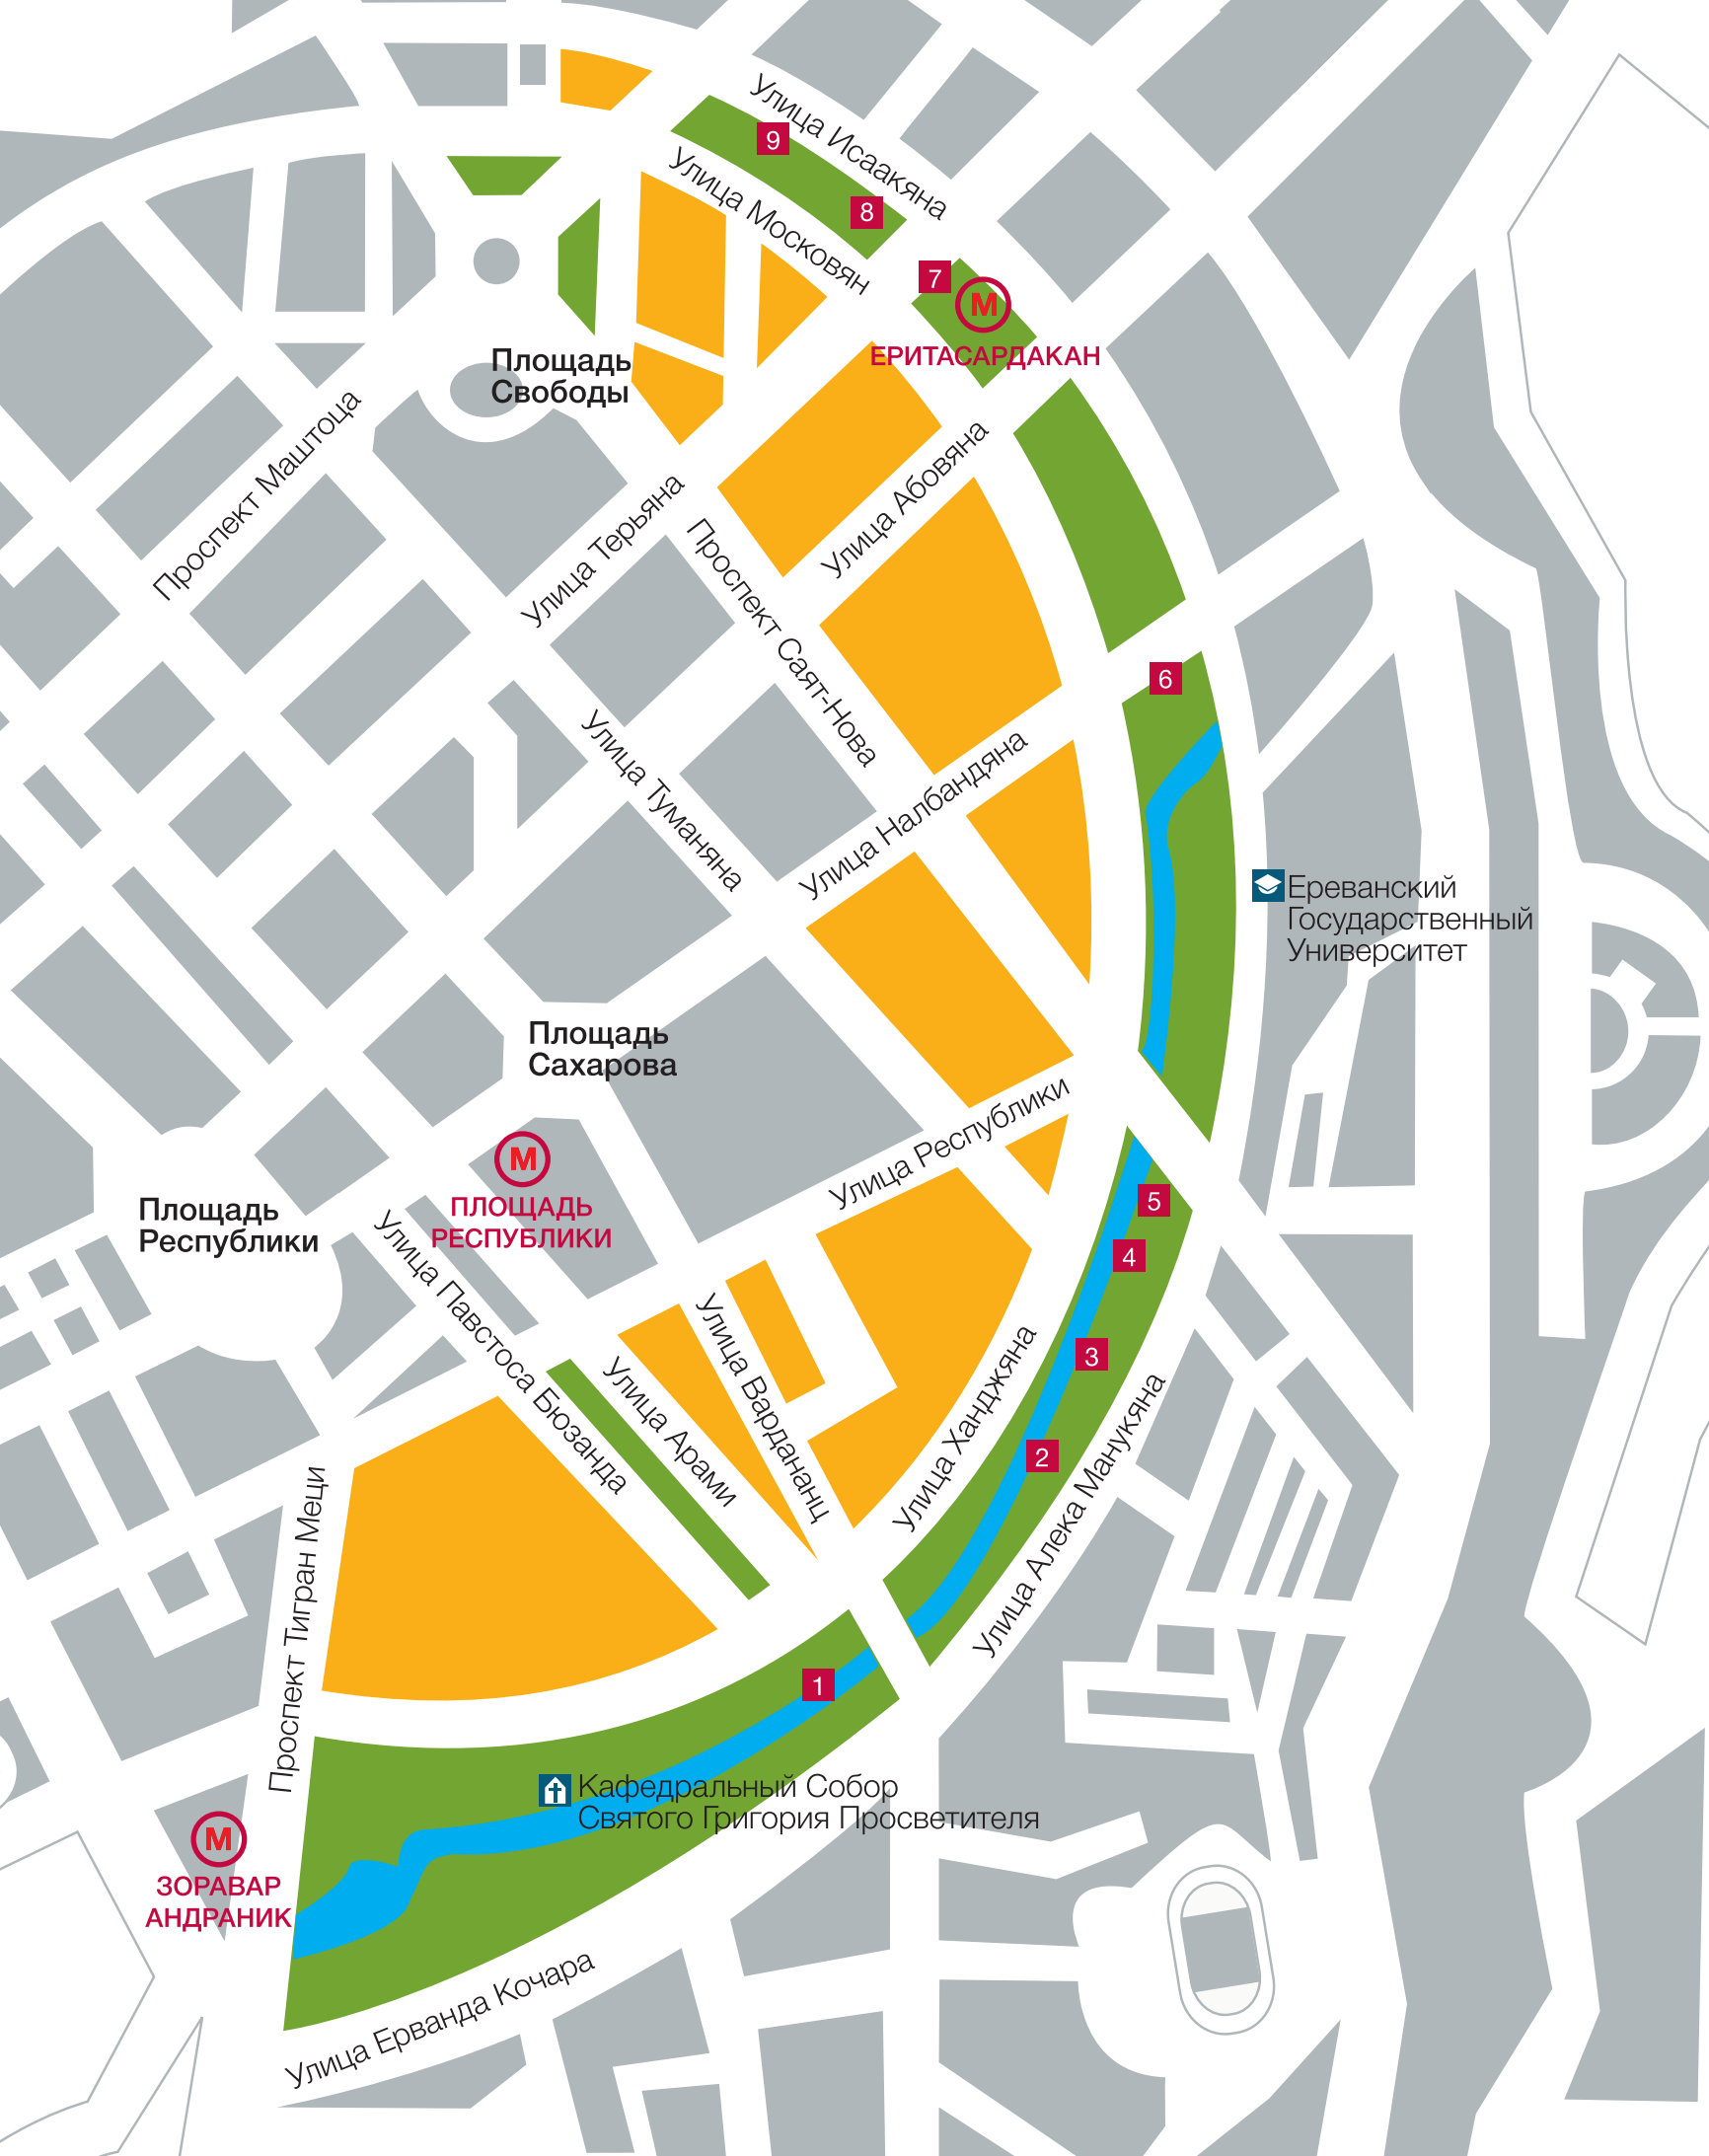 Улица Исаакяна
9
Улица Московян
8
7
М
ЕРИТАСАРДАКАН
Площадь
Свободы
Проспект Маштоца
Улица Терьяна
Улица Абовяна
Проспект Саят-Нова
6
Улица Туманяна
Улица Налбандяна
Ереванский
Государственный
Университет
Площадь
Сахарова
Улица Республики
М
ПЛОЩАДЬ
РЕСПУБЛИКИ
Площадь
Республики
5
4
3
2
Улица Павстоса Бюзанда
Улица Арами
Улица Вардананц
Улица Ханджяна
Улица Алека Манукяна
Проспект Тигран Меци
1
Кафедральный Собор
Святого Григория Просветителя
М
ЗОРАВАР
АНДРАНИК
Улица Ерванда Кочара